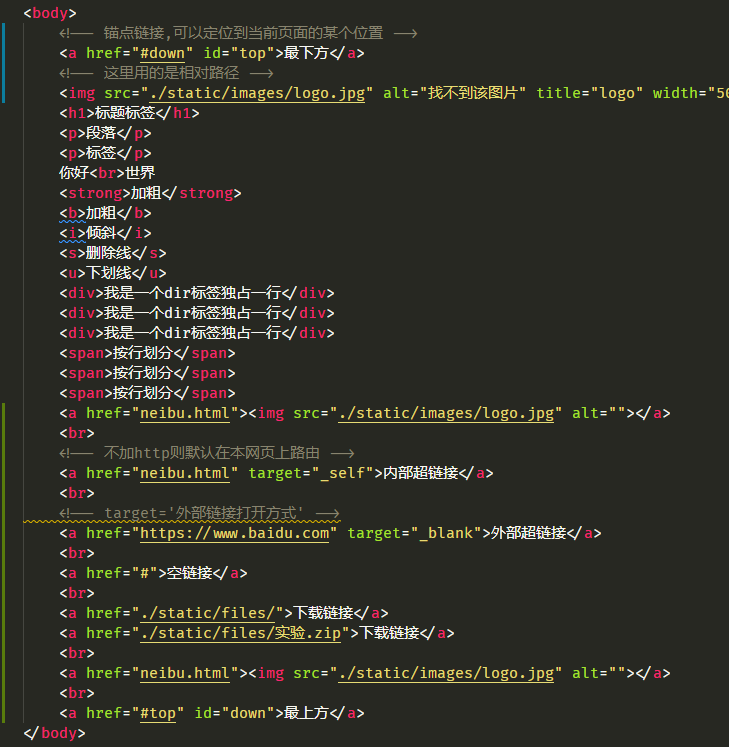 <body>
<!-- 锚点链接,可以定位到当前页面的某个位置 -->
<a href="#down" id="top">最下方</a>
<!-- 这里用的是相对路径 -->
<img src="./static/images/logo.jpg" alt="找不到该图片" title="logo" width="50
<h1>标题标签</h1>
<p>段落</p>
<p>标签</p>
你好<br>世界
<strong>加粗</strong>
<b>加粗</b>
<i>倾斜</i>
<s>删除线</s>
<u>下划线</u>
<div>我是一个dir标签独占一行</div>
<div>我是一个dir标签独占一行</div>
<div>我是一个dir标签独占一行</div>
<span>按行划分</span>
<span>按行划分</span>
<span>按行划分</span>
<a href="neibu.html"><img src="./static/images/logo.jpg" alt=""></a>
<br>
<!-- 不加http则默认在本网页上路由 -->
<a href="neibu.html" target="_self">内部超链接</a>
<br>
<!-- target='外部链接打开方式' -->
<a href="https://www.baidu.com" target="_blank">外部超链接</a>
<br>
<a href="#">空链接</a>
<br>
<a href="./static/files/">下载链接</a>
<a href="./static/files/实验.zip">下载链接</a>
<br>
<a href="neibu.html"><img src="./static/images/logo.jpg" alt=""></a>
<br>
<a href="#top" id="down">最上方</a>
</body>